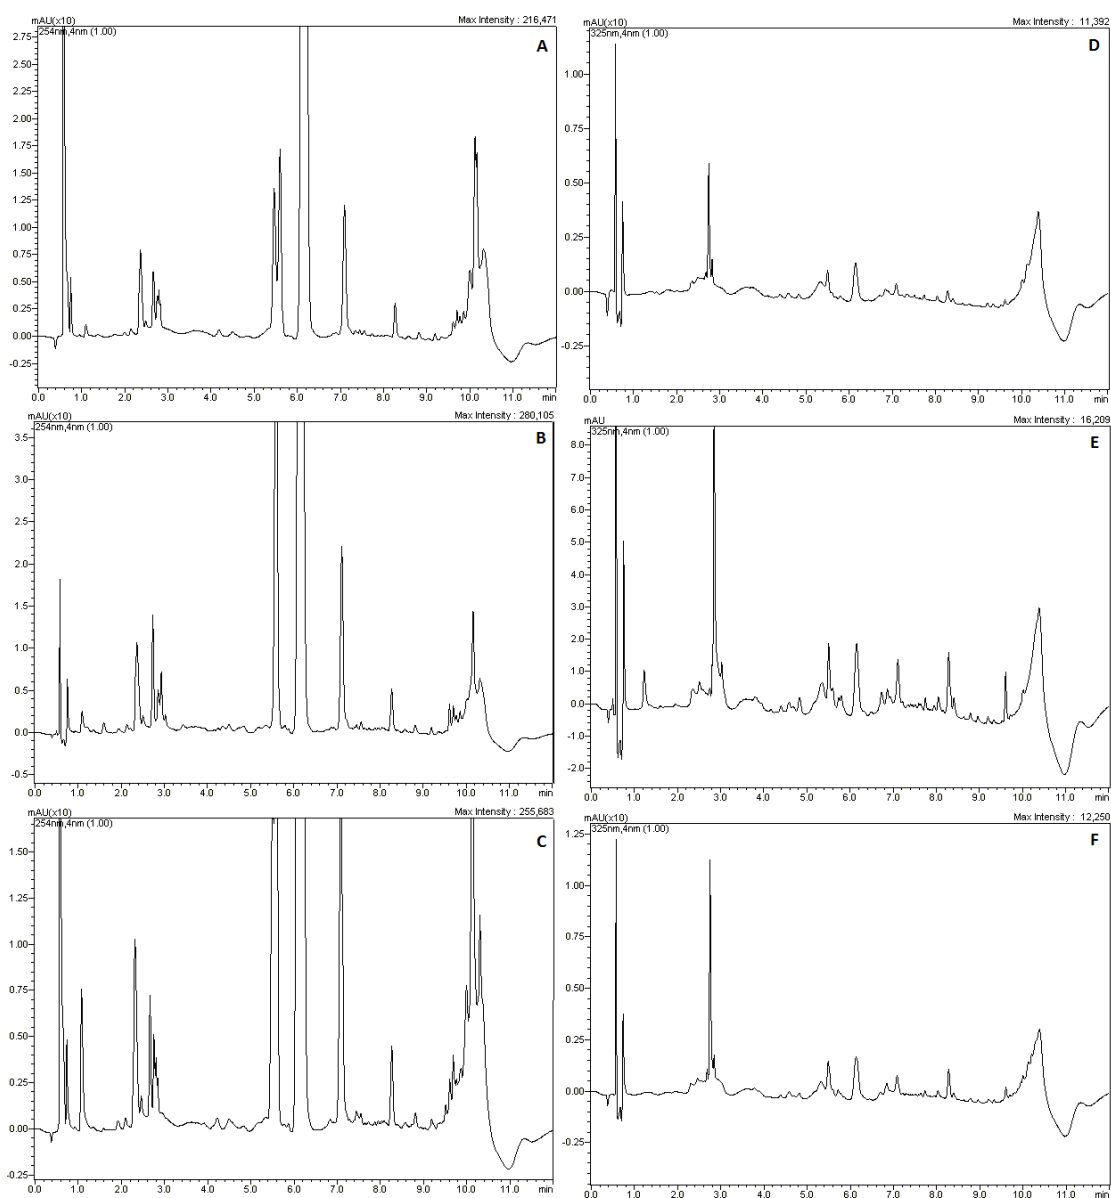 mAU(x10) Max Intensity : 216,471
254nm,4nm (1.00)
A
2.75
2.50
2.25
2.00
1.75
1.50
1.25
1.00
0.75
0.50
0.25
0.00
-0.25
0.0 1.0 2.0 3.0 4.0 5.0 6.0 7.0 8.0 9.0 10.0 11.0 min
mAU(x10) Max Intensity : 11,392
325nm,4nm (1.00)
D
1.00
0.75
0.50
0.25
0.00
-0.25
0.0 1.0 2.0 3.0 4.0 5.0 6.0 7.0 8.0 9.0 10.0 11.0 min
mAU(x10) Max Intensity : 280,105
254nm,4nm (1.00)
B
3.5
3.0
2.5
2.0
1.5
1.0
0.5
0.0
-0.5
0.0 1.0 2.0 3.0 4.0 5.0 6.0 7.0 8.0 9.0 10.0 11.0 min
mAU Max Intensity : 16,209
325nm,4nm (1.00)
E
8.0
7.0
6.0
5.0
4.0
3.0
2.0
1.0
0.0
-1.0
-2.0
0.0 1.0 2.0 3.0 4.0 5.0 6.0 7.0 8.0 9.0 10.0 11.0 min
mAU(x10) Max Intensity : 255,683
254nm,4nm (1.00)
C
1.50
1.25
1.00
0.75
0.50
0.25
0.00
-0.25
0.0 1.0 2.0 3.0 4.0 5.0 6.0 7.0 8.0 9.0 10.0 11.0 min
mAU(x10) Max Intensity : 12,250
325nm,4nm (1.00)
F
1.25
1.00
0.75
0.50
0.25
0.00
-0.25
0.0 1.0 2.0 3.0 4.0 5.0 6.0 7.0 8.0 9.0 10.0 11.0 min